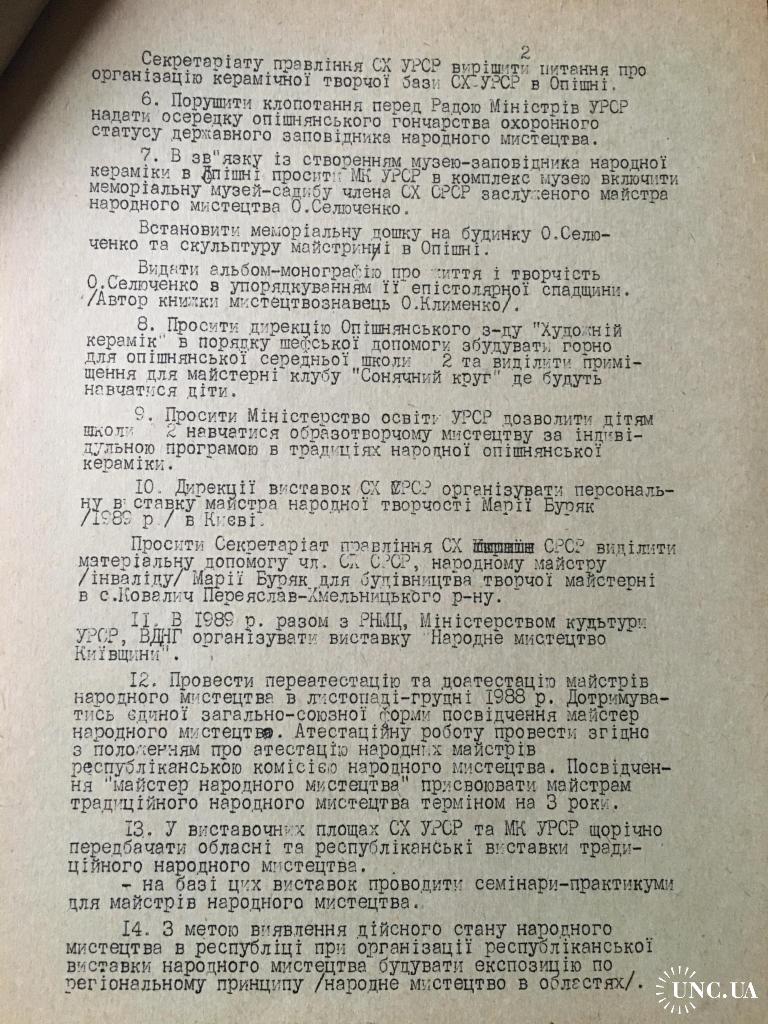 2
Секретаріату правління СХ УРСР вирішити питання про
організацію керамічної творчої бази СХ УРСР в Опішні.
6. Порушити клопотання перед Радою Міністрів УРСР
надати осередку опішнянського гончарства охоронного
статусу державного заповідника народного мистецтва.
7. В зв"язку із створенням музею-заповідника народної
кераміки в Опішні просити МК УРСР в комплекс музею включити
меморіальну музей-садибу члена СХ СРСР заслуженого майстра
народного мистецтва О.Селюченко.
Встановити меморіальну дошку на будинку О.Селю-
ченко та скульптуру майстрині в Опішні.
Видати альбом-монографію про життя і творчість
О.Селюченко в упорядкуванням її епістолярної спадщини.
/Автор книжки мистецтвознавець О.Клименко/.
8. Просити дирекцію Опішнянського з-ду "Художній
керамік" в порядку шефської допомоги збудувать горно
для опішнянської середньої школи 2 та виділити примі-
щення для майстерні клубу "Сонячний круг" де будуть
навчатися діти.
9. Просити Міністерство освіти УРСР дозволити дітям
школи 2 навчатися образотворчому мистецтву за індиві-
дульною програмою в традиціях народної опішнянської
кераміки.
10. Дирекції виставок СХ УРСР організувати персональ-
ну виставку майстра народної творчості Марії Буряк
/1989 р./ в Києві.
Просити Секретаріат правління СХ СРСР виділити
матеріальну допомогу чл. СХ СРСР, народному майстру
/інваліду/ Марії Буряк для будівництва творчої майстерні
в с.Ковалич Переяслав-Хмельницького р-ну.
11. В 1989 р. разом з РНМЦ, Міністерством кудьтури
УРСР, ВДНГ організувати виставку "Народне мистецтво
Київщини".
12. Провести переатестацію та доатестацію майстрів
народного мистецтва в листопаді-грудні 1988 р. Дотримува-
тись єдиної загально-союзної форми посвідчення майстер
народного мистецтва. Атестаційну роботу провести згідно
з положенням про атестацію народних майстрів
республіканською комісією народного мистецтва. Посвідчен-
ня "майстер народного мистецтва" присвоювати майстрам
традиційного народного мистецтва терміном на 3 роки.
13. У виставочних площах СХ УРСР та МК УРСР щорічно
передбачати обласні та республіканські виставки тради-
ційного народного мистецтва.
- на базі цих виставок проводити семінари-практикуми
для майстрів народного мистецтва.
14. З метою виявлення дійсного стану народного
мистецтва в республіці при організації республіканської
виставки народного мистецтва будувати експозицію по
регіональному принципу /народне мистецтво в областях/.
UNC.UA